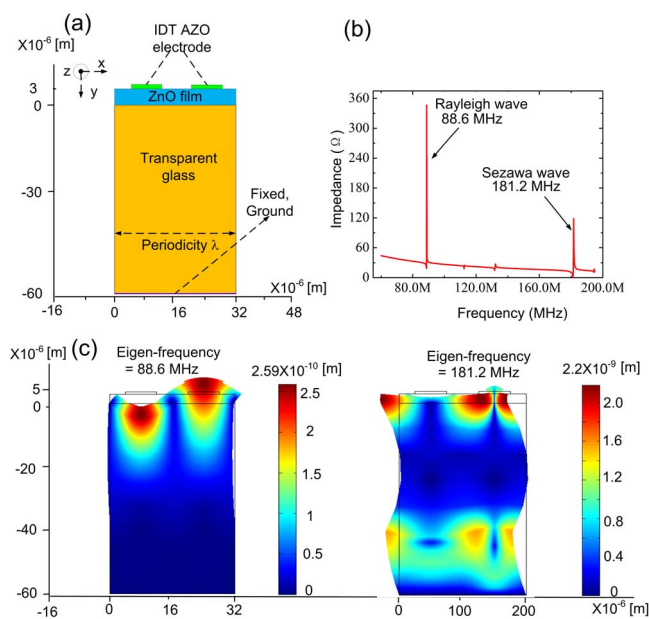 (a)
IDT AZO
electrode
X10⁻⁶ [m]
z
x
y
3
0
-30
-60
ZnO film
Transparent
glass
Fixed,
Ground
Periodicity λ
X10⁻⁶ [m]
-16
0
16
32
48
(b)
Impedance (Ω)
360
300
240
180
120
60
0
Rayleigh wave
88.6 MHz
Sezawa wave
181.2 MHz
80.0M
120.0M
160.0M
200.0M
Frequency (MHz)
(c)
X10⁻⁶ [m]
5
0
-20
-40
-60
Eigen-frequency
= 88.6 MHz
2.59X10⁻¹⁰ [m]
2.5
2
1.5
1
0.5
0
-16
0
16
32
Eigen-frequency
= 181.2 MHz
2.2X10⁻⁹ [m]
2.0
1.6
1.2
0.8
0.4
0
0
100
200
X10⁻⁶ [m]